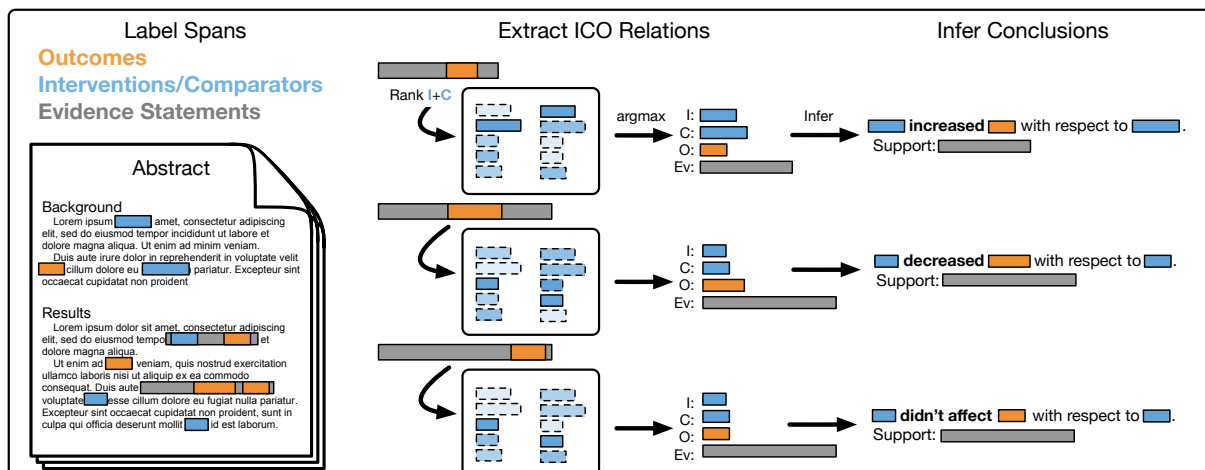 Label Spans
Outcomes
Interventions/Comparators
Evidence Statements
Abstract
Background
Lorem ipsum amet, consectetur adipiscing
elit, sed do eiusmod tempor incididunt ut labore et
dolore magna aliqua. Ut enim ad minim veniam.
Duis aute irure dolor in reprehenderit in voluptate velit
cillum dolore eu pariatur. Excepteur sint
occaecat cupidatat non proident
Results
Lorem ipsum dolor sit amet, consectetur adipiscing
elit, sed do eiusmod tempo et
dolore magna aliqua.
Ut enim ad veniam, quis nostrud exercitation
ullamco laboris nisi ut aliquip ex ea commodo
consequat. Duis aute
voluptate esse cillum dolore eu fugiat nulla pariatur.
Excepteur sint occaecat cupidatat non proident, sunt in
culpa qui officia deserunt mollit id est laborum.
Extract ICO Relations
Rank I+C
argmax
I:
C:
O:
Ev:
I:
C:
O:
Ev:
I:
C:
O:
Ev:
Infer Conclusions
Infer
increased with respect to .
Support:
decreased with respect to .
Support:
didn't affect with respect to .
Support: